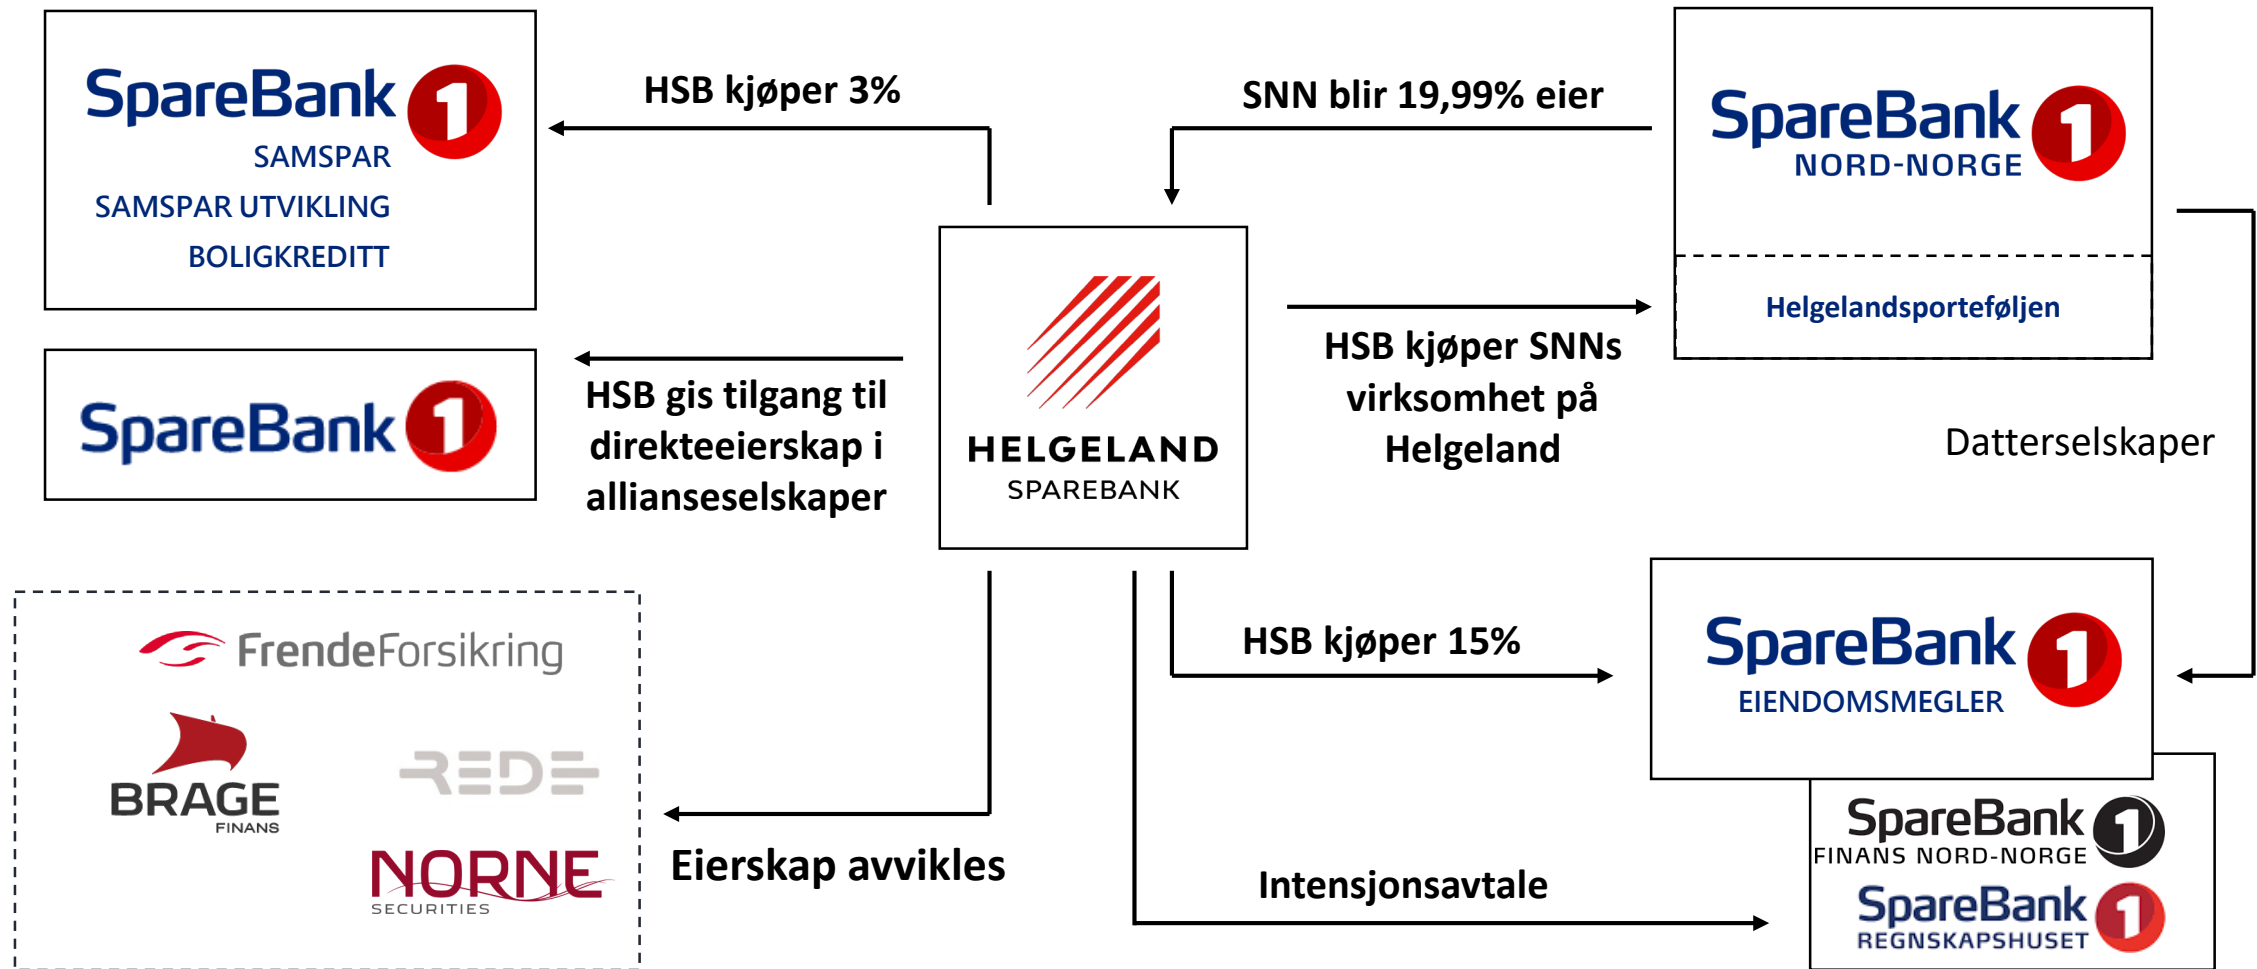 SpareBank 1
SAMSPAR
SAMSPAR UTVIKLING
BOLIGKREDITT
HSB kjøper 3%
SNN blir 19,99% eier
SpareBank 1
NORD-NORGE
Helgelandsporteføljen
SpareBank 1
HSB gis tilgang til
direkteeierskap i
allianseselskaper
HELGELAND
SPAREBANK
HSB kjøper SNNs
virksomhet på
Helgeland
Datterselskaper
FrendeForsikring
BRAGE
FINANS
REDE
NORNE
SECURITIES
Eierskap avvikles
HSB kjøper 15%
SpareBank 1
EIENDOMSMEGLER
Intensjonsavtale
SpareBank 1
FINANS NORD-NORGE
SpareBank 1
REGNSKAPSHUSET